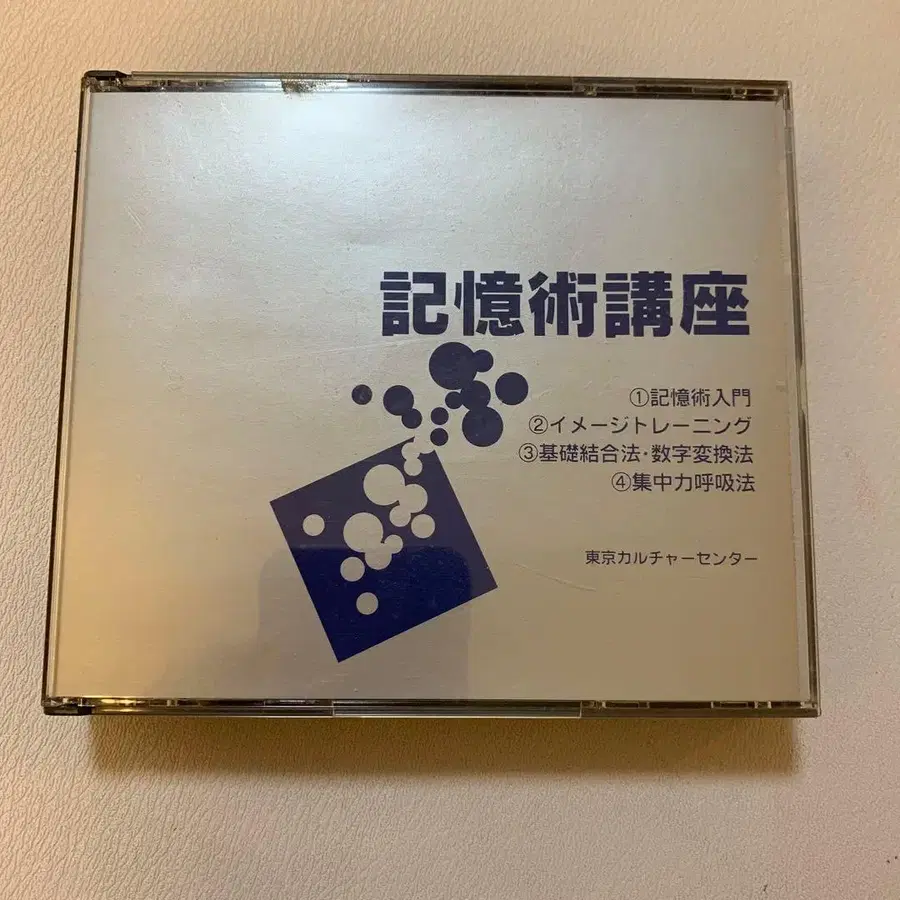 記憶術講座
①記憶術入門
②イメージトレーニング
③基礎結合法・数字変換法
④集中力呼吸法
東京カルチャーセンター